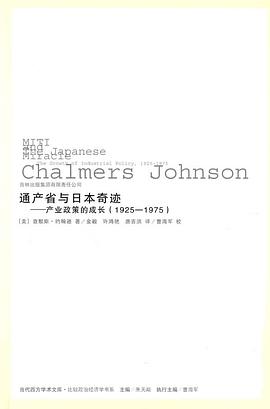 MITI
and
The Japanese
Miracle
The Growth of Industrial Policy, 1925-1975
Chalmers Johnson
吉林出版集团有限责任公司
通产省与日本奇迹
——产业政策的成长（1925—1975）
［美］查默斯·约翰逊 著／金毅 许鸿艳 唐吉洪 译／曹海军 校
当代西方学术文库·比较政治经济学书系 主编／朱天飚 执行主编／曹海军